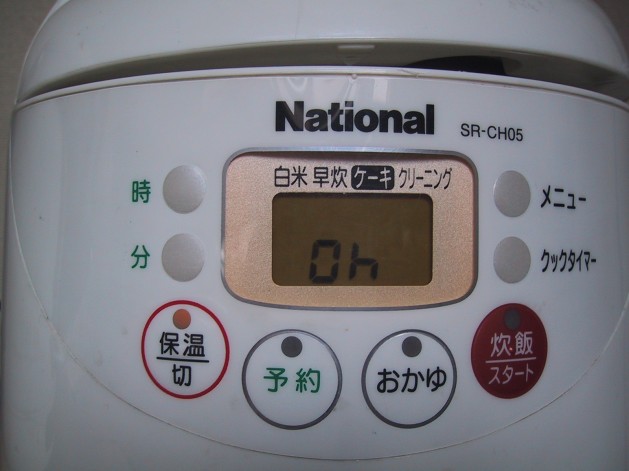 National
SR-CH05
白米 早炊 ケーキ クリーニング
時
メニュー
0h
分
クックタイマー
保温
切
予約
おかゆ
炊飯
スタート